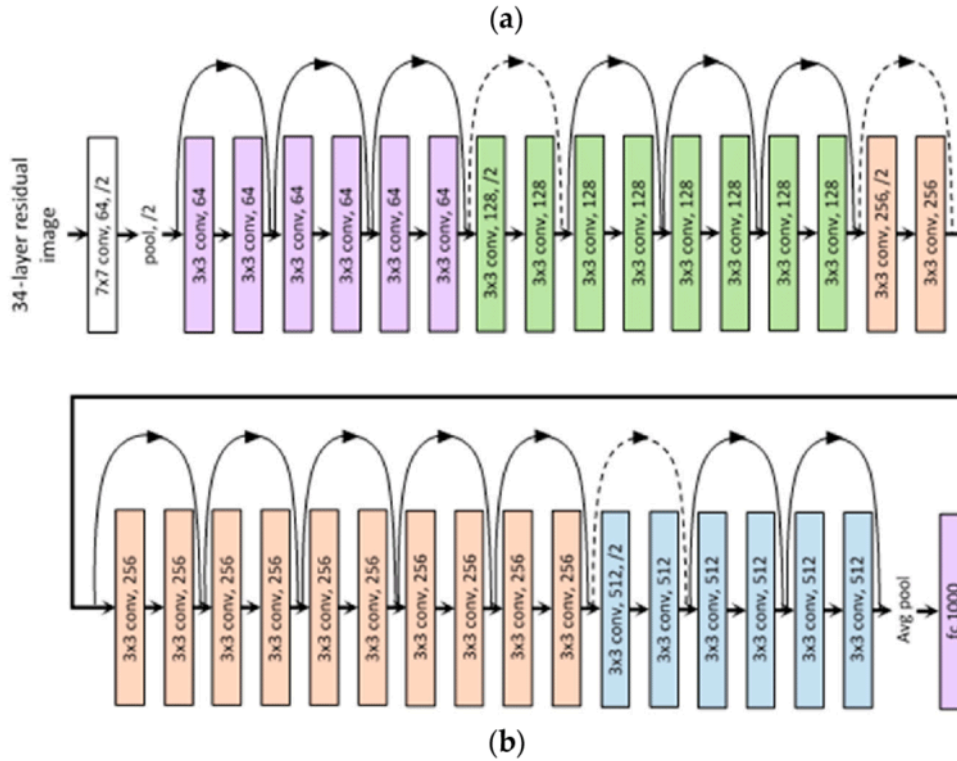 (a)
34-layer residual
image
7x7 conv, 64, /2
pool, /2
3x3 conv, 64
3x3 conv, 64
3x3 conv, 64
3x3 conv, 64
3x3 conv, 64
3x3 conv, 64
3x3 conv, 128, /2
3x3 conv, 128
3x3 conv, 128
3x3 conv, 128
3x3 conv, 128
3x3 conv, 128
3x3 conv, 128
3x3 conv, 128
3x3 conv, 256, /2
3x3 conv, 256
3x3 conv, 256
3x3 conv, 256
3x3 conv, 256
3x3 conv, 256
3x3 conv, 256
3x3 conv, 256
3x3 conv, 256
3x3 conv, 256
3x3 conv, 256
3x3 conv, 256
3x3 conv, 512, /2
3x3 conv, 512
3x3 conv, 512
3x3 conv, 512
3x3 conv, 512
3x3 conv, 512
Avg pool
fc 1000
(b)